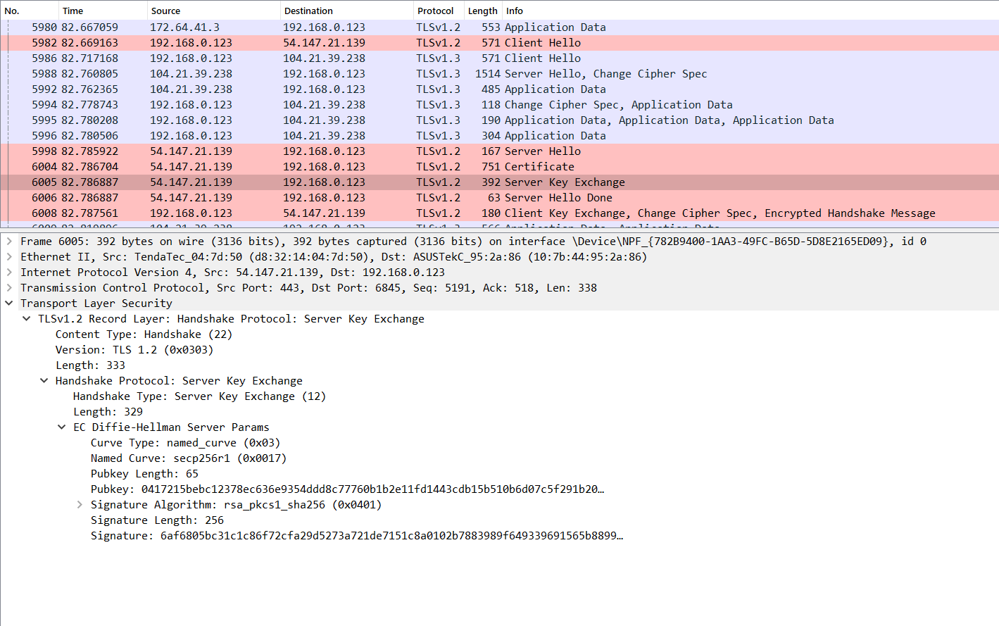 No. Time Source Destination Protocol Length Info
5980 82.667059 172.64.41.3 192.168.0.123 TLSv1.2 553 Application Data
5982 82.669163 192.168.0.123 54.147.21.139 TLSv1.2 571 Client Hello
5986 82.717168 192.168.0.123 104.21.39.238 TLSv1.3 571 Client Hello
5988 82.760805 104.21.39.238 192.168.0.123 TLSv1.3 1514 Server Hello, Change Cipher Spec
5992 82.762365 104.21.39.238 192.168.0.123 TLSv1.3 485 Application Data
5994 82.778743 192.168.0.123 104.21.39.238 TLSv1.3 118 Change Cipher Spec, Application Data
5995 82.780208 192.168.0.123 104.21.39.238 TLSv1.3 190 Application Data, Application Data, Application Data
5996 82.780506 192.168.0.123 104.21.39.238 TLSv1.3 304 Application Data
5998 82.785922 54.147.21.139 192.168.0.123 TLSv1.2 167 Server Hello
6004 82.786704 54.147.21.139 192.168.0.123 TLSv1.2 751 Certificate
6005 82.786887 54.147.21.139 192.168.0.123 TLSv1.2 392 Server Key Exchange
6006 82.786887 54.147.21.139 192.168.0.123 TLSv1.2 63 Server Hello Done
6008 82.787561 192.168.0.123 54.147.21.139 TLSv1.2 180 Client Key Exchange, Change Cipher Spec, Encrypted Handshake Message
Frame 6005: 392 bytes on wire (3136 bits), 392 bytes captured (3136 bits) on interface \Device\NPF_{782B9400-1AA3-49FC-B65D-5D8E2165ED09}, id 0
Ethernet II, Src: TendaTec_04:7d:50 (d8:32:14:04:7d:50), Dst: ASUSTekC_95:2a:86 (10:7b:44:95:2a:86)
Internet Protocol Version 4, Src: 54.147.21.139, Dst: 192.168.0.123
Transmission Control Protocol, Src Port: 443, Dst Port: 6845, Seq: 5191, Ack: 518, Len: 338
Transport Layer Security
TLSv1.2 Record Layer: Handshake Protocol: Server Key Exchange
Content Type: Handshake (22)
Version: TLS 1.2 (0x0303)
Length: 333
Handshake Protocol: Server Key Exchange
Handshake Type: Server Key Exchange (12)
Length: 329
EC Diffie-Hellman Server Params
Curve Type: named_curve (0x03)
Named Curve: secp256r1 (0x0017)
Pubkey Length: 65
Pubkey: 0417215bebc12378ec636e9354ddd8c77760b1b2e11fd1443cdb15b510b6d07c5f291b20…
Signature Algorithm: rsa_pkcs1_sha256 (0x0401)
Signature Length: 256
Signature: 6af6805bc31c1c86f72cfa29d5273a721de7151c8a0102b7883989f649339691565b8899…